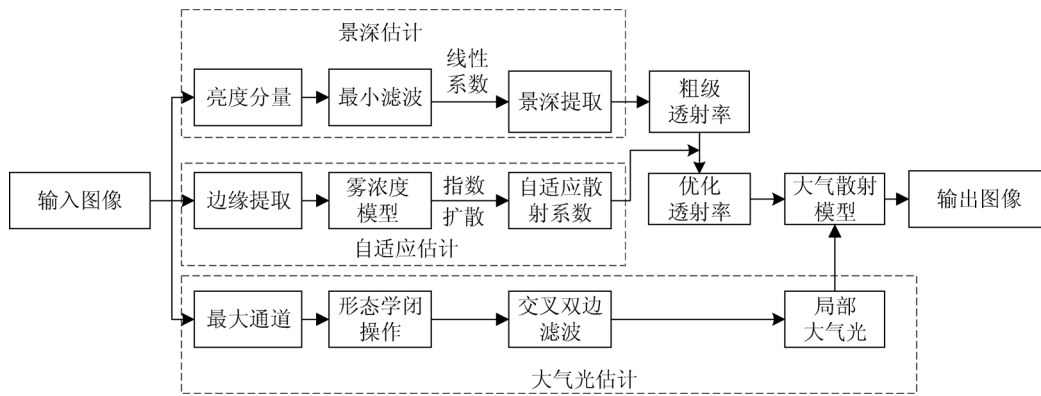 景深估计
亮度分量
最小滤波
线性
系数
景深提取
粗级
透射率
输入图像
边缘提取
雾浓度
模型
指数
扩散
自适应散
射系数
优化
透射率
大气散射
模型
输出图像
自适应估计
最大通道
形态学闭
操作
交叉双边
滤波
局部
大气光
大气光估计